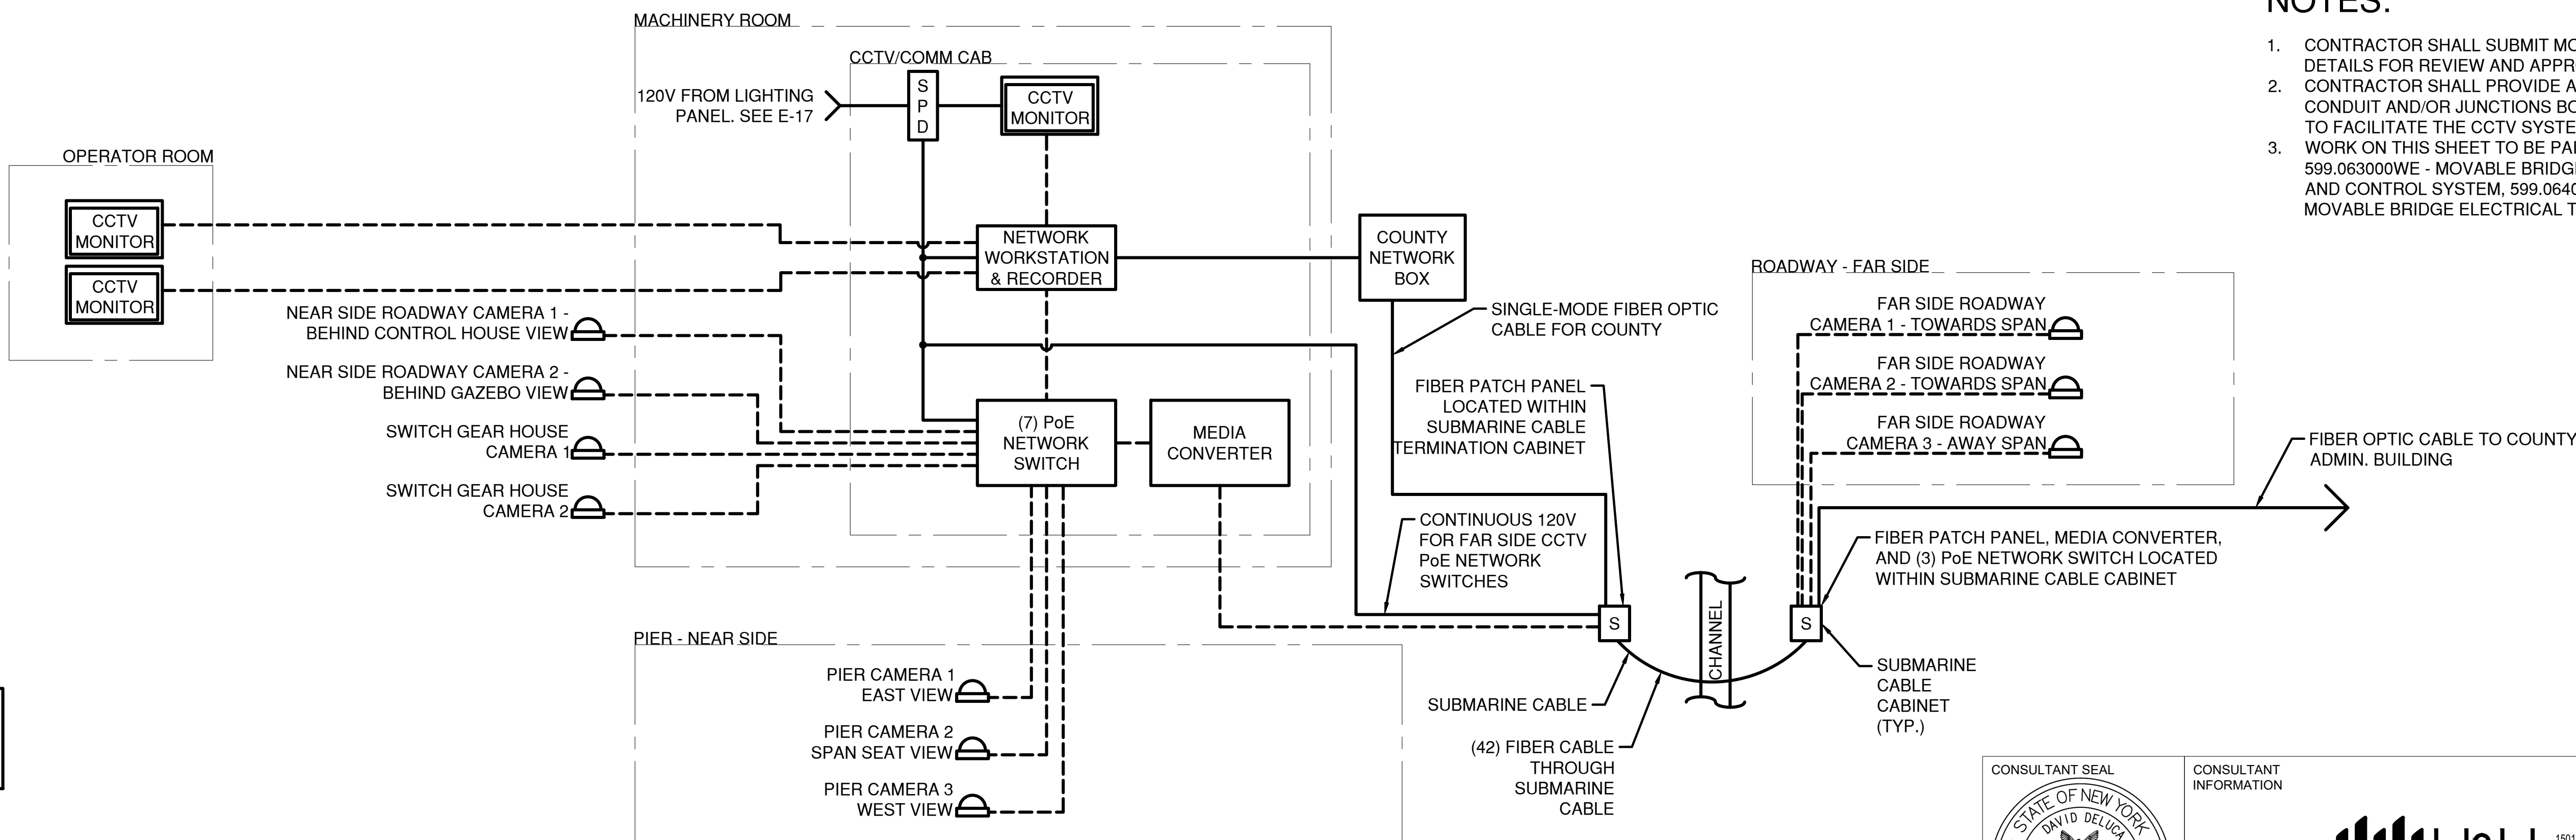 MACHINERY ROOM
CCTV/COMM CAB
120V FROM LIGHTING
PANEL. SEE E-17
S
P
D
CCTV
MONITOR
OPERATOR ROOM
CCTV
MONITOR
CCTV
MONITOR
NETWORK
WORKSTATION
& RECORDER
COUNTY
NETWORK
BOX
NEAR SIDE ROADWAY CAMERA 1 -
BEHIND CONTROL HOUSE VIEW
NEAR SIDE ROADWAY CAMERA 2 -
BEHIND GAZEBO VIEW
SWITCH GEAR HOUSE
CAMERA 1
SWITCH GEAR HOUSE
CAMERA 2
(7) PoE
NETWORK
SWITCH
MEDIA
CONVERTER
SINGLE-MODE FIBER OPTIC
CABLE FOR COUNTY
FIBER PATCH PANEL
LOCATED WITHIN
SUBMARINE CABLE
TERMINATION CABINET
CONTINUOUS 120V
FOR FAR SIDE CCTV
PoE NETWORK
SWITCHES
PIER - NEAR SIDE
PIER CAMERA 1
EAST VIEW
PIER CAMERA 2
SPAN SEAT VIEW
PIER CAMERA 3
WEST VIEW
S
CHANNEL
S
SUBMARINE CABLE
(42) FIBER CABLE
THROUGH
SUBMARINE
CABLE
ROADWAY - FAR SIDE
FAR SIDE ROADWAY
CAMERA 1 - TOWARDS SPAN
FAR SIDE ROADWAY
CAMERA 2 - TOWARDS SPAN
FAR SIDE ROADWAY
CAMERA 3 - AWAY SPAN
FIBER OPTIC CABLE TO COUNTY
ADMIN. BUILDING
FIBER PATCH PANEL, MEDIA CONVERTER,
AND (3) PoE NETWORK SWITCH LOCATED
WITHIN SUBMARINE CABLE CABINET
SUBMARINE
CABLE
CABINET
(TYP.)
NOTES:
1. CONTRACTOR SHALL SUBMIT
DETAILS FOR REVIEW AND
2. CONTRACTOR SHALL PROVIDE
CONDUIT AND/OR JUNCTIONS
TO FACILITATE THE CCTV
3. WORK ON THIS SHEET TO BE
599.063000WE - MOVABLE
AND CONTROL SYSTEM,
MOVABLE BRIDGE ELECTRICAL
CONSULTANT SEAL
STATE OF NEW YORK
DAVID DELUCA
CONSULTANT
INFORMATION